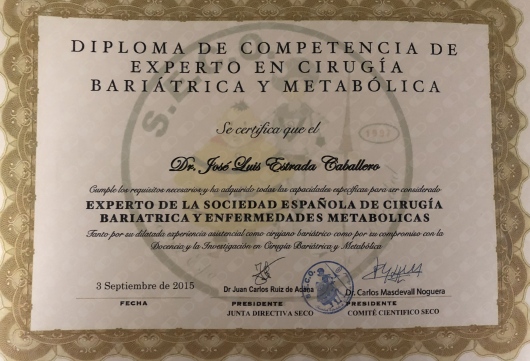 DIPLOMA DE COMPETENCIA DE
EXPERTO EN CIRUGÍA
BARIÁTRICA Y METABÓLICA
Se certifica que el
1997
Dr. José Luis Estrada Caballero
Cumple los requisitos necesarios y ha adquirido todas las capacidades específicas para ser considerado
EXPERTO DE LA SOCIEDAD ESPAÑOLA DE CIRUGÍA
BARIATRICA Y ENFERMEDADES METABOLICAS
Tanto por su dilatada experiencia asistencial como cirujano bariátrico como por su compromiso con la
Docencia y la Investigación en Cirugía Bariátrica y Metabólica
3 Septiembre de 2015
FECHA
Dr Juan Carlos Ruiz de Adana
PRESIDENTE
JUNTA DIRECTIVA SECO
Dr. Carlos Masdevall Noguera
PRESIDENTE
COMITÉ CIENTIFICO SECO
S.E.C.O.